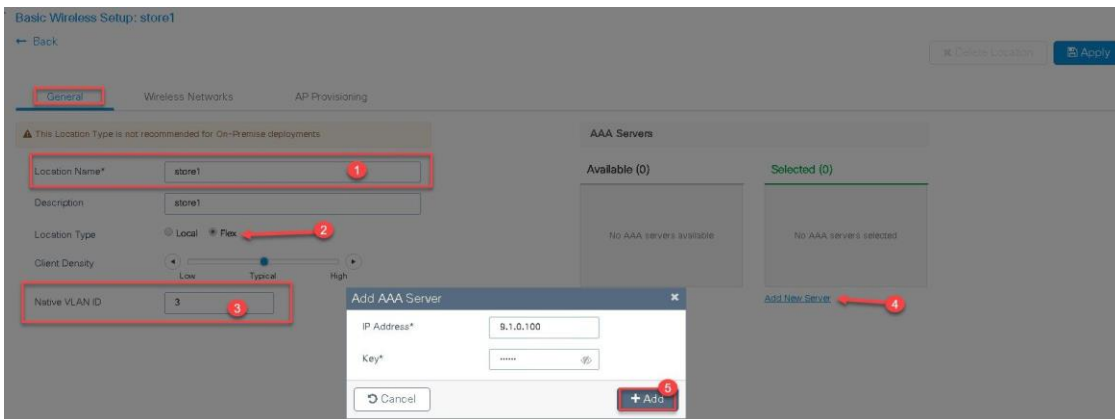 Basic Wireless Setup: store1
← Back
✖ Delete Location
Apply
General
Wireless Networks
AP Provisioning
This Location Type is not recommended for On-Premise deployments
Location Name*
store1
1
Description
store1
Location Type
Local
Flex
2
Client Density
Low
Typical
High
Native VLAN ID
3
3
AAA Servers
Available (0)
Selected (0)
No AAA servers available
No AAA servers selected
Add New Server
4
Add AAA Server
✖
IP Address*
9.1.0.100
Key*
......
Cancel
+ Add
5